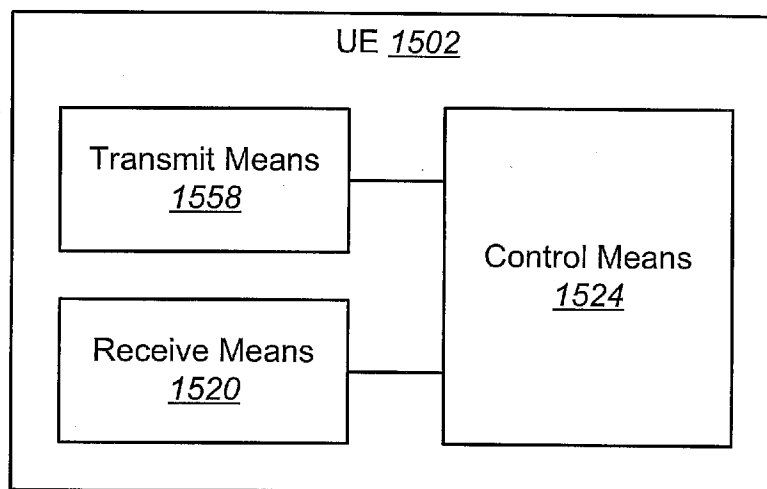 UE 1502
Transmit Means
1558
Control Means
1524
Receive Means
1520